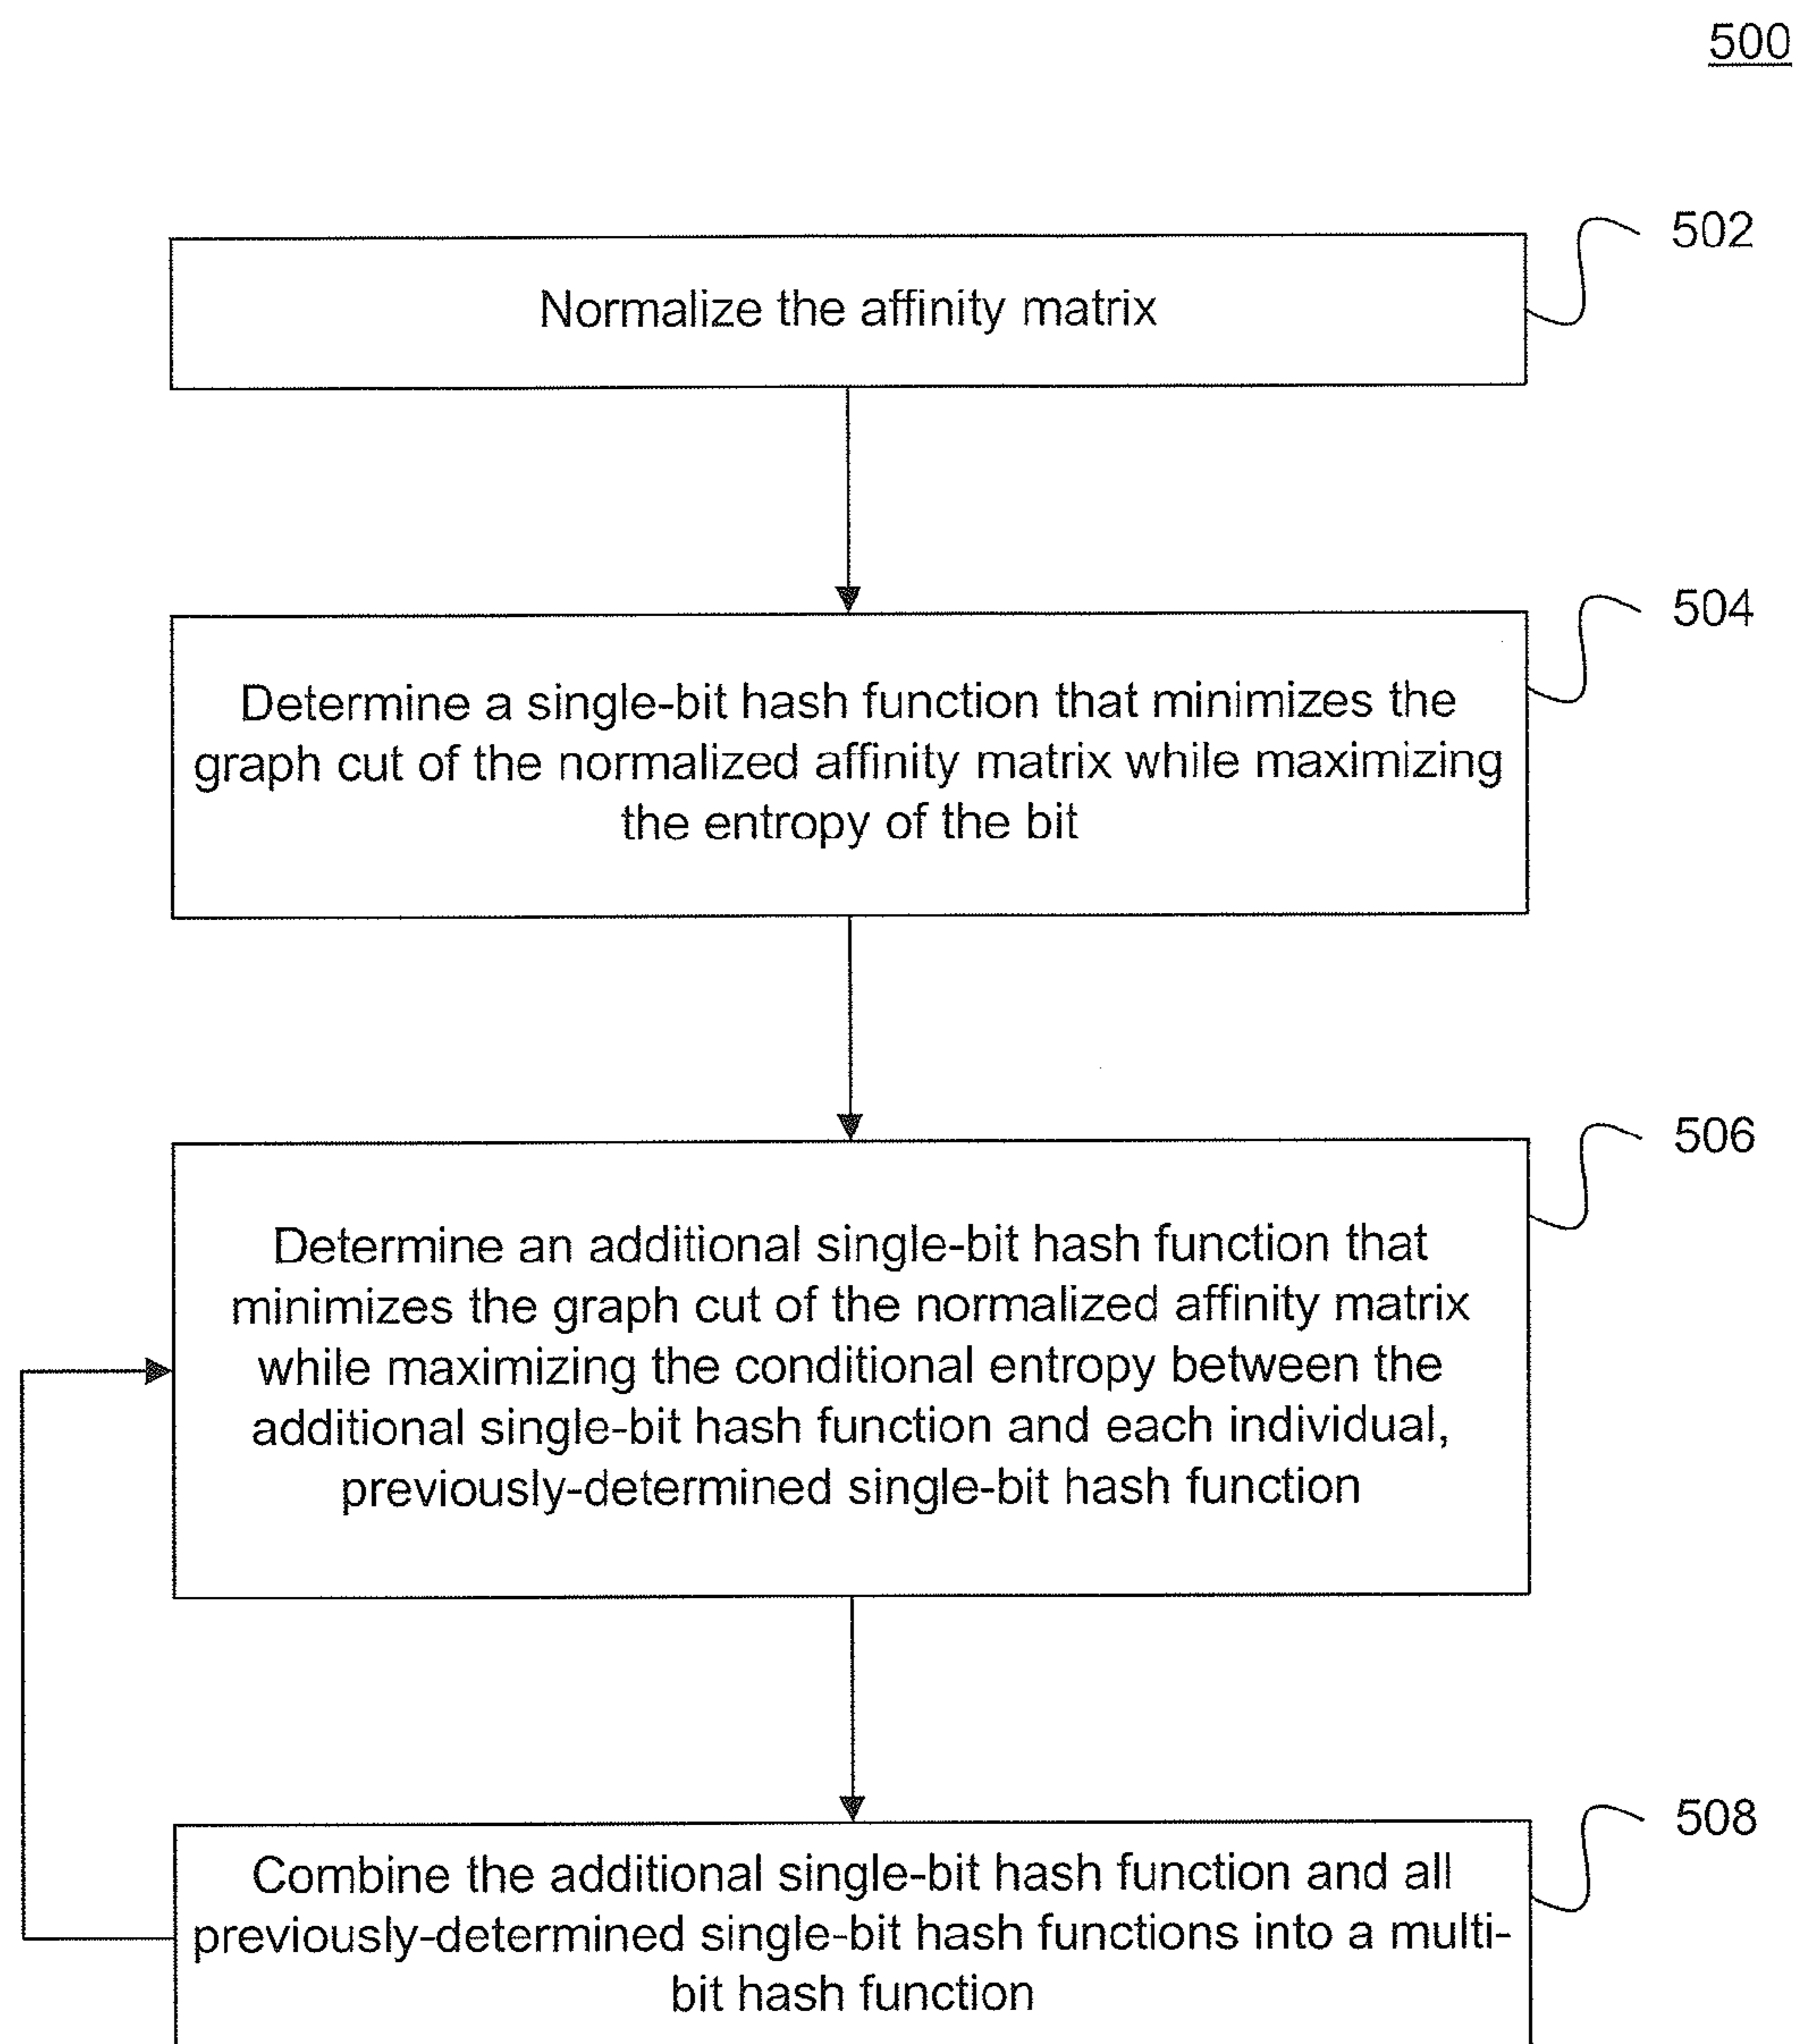 500
502
Normalize the affinity matrix
504
Determine a single-bit hash function that minimizes the
graph cut of the normalized affinity matrix while maximizing
the entropy of the bit
506
Determine an additional single-bit hash function that
minimizes the graph cut of the normalized affinity matrix
while maximizing the conditional entropy between the
additional single-bit hash function and each individual,
previously-determined single-bit hash function
508
Combine the additional single-bit hash function and all
previously-determined single-bit hash functions into a multi-
bit hash function